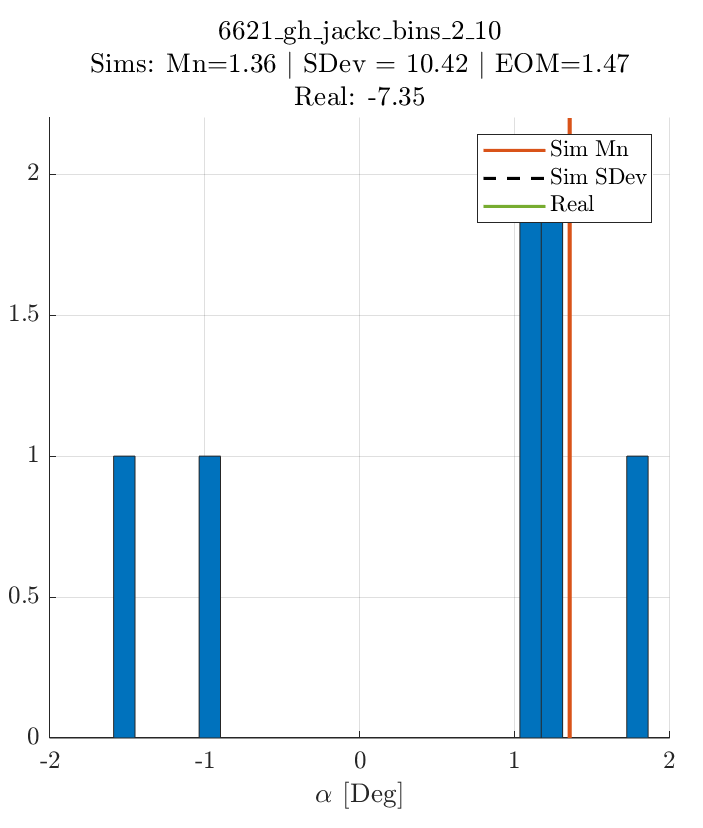 6621_gh_jackc_bins_2_10
Sims: Mn=1.36 | SDev = 10.42 | EOM=1.47
Real: -7.35
Sim Mn
Sim SDev
Real
2
1.5
1
0.5
0
-2 -1 0 1 2
α [Deg]